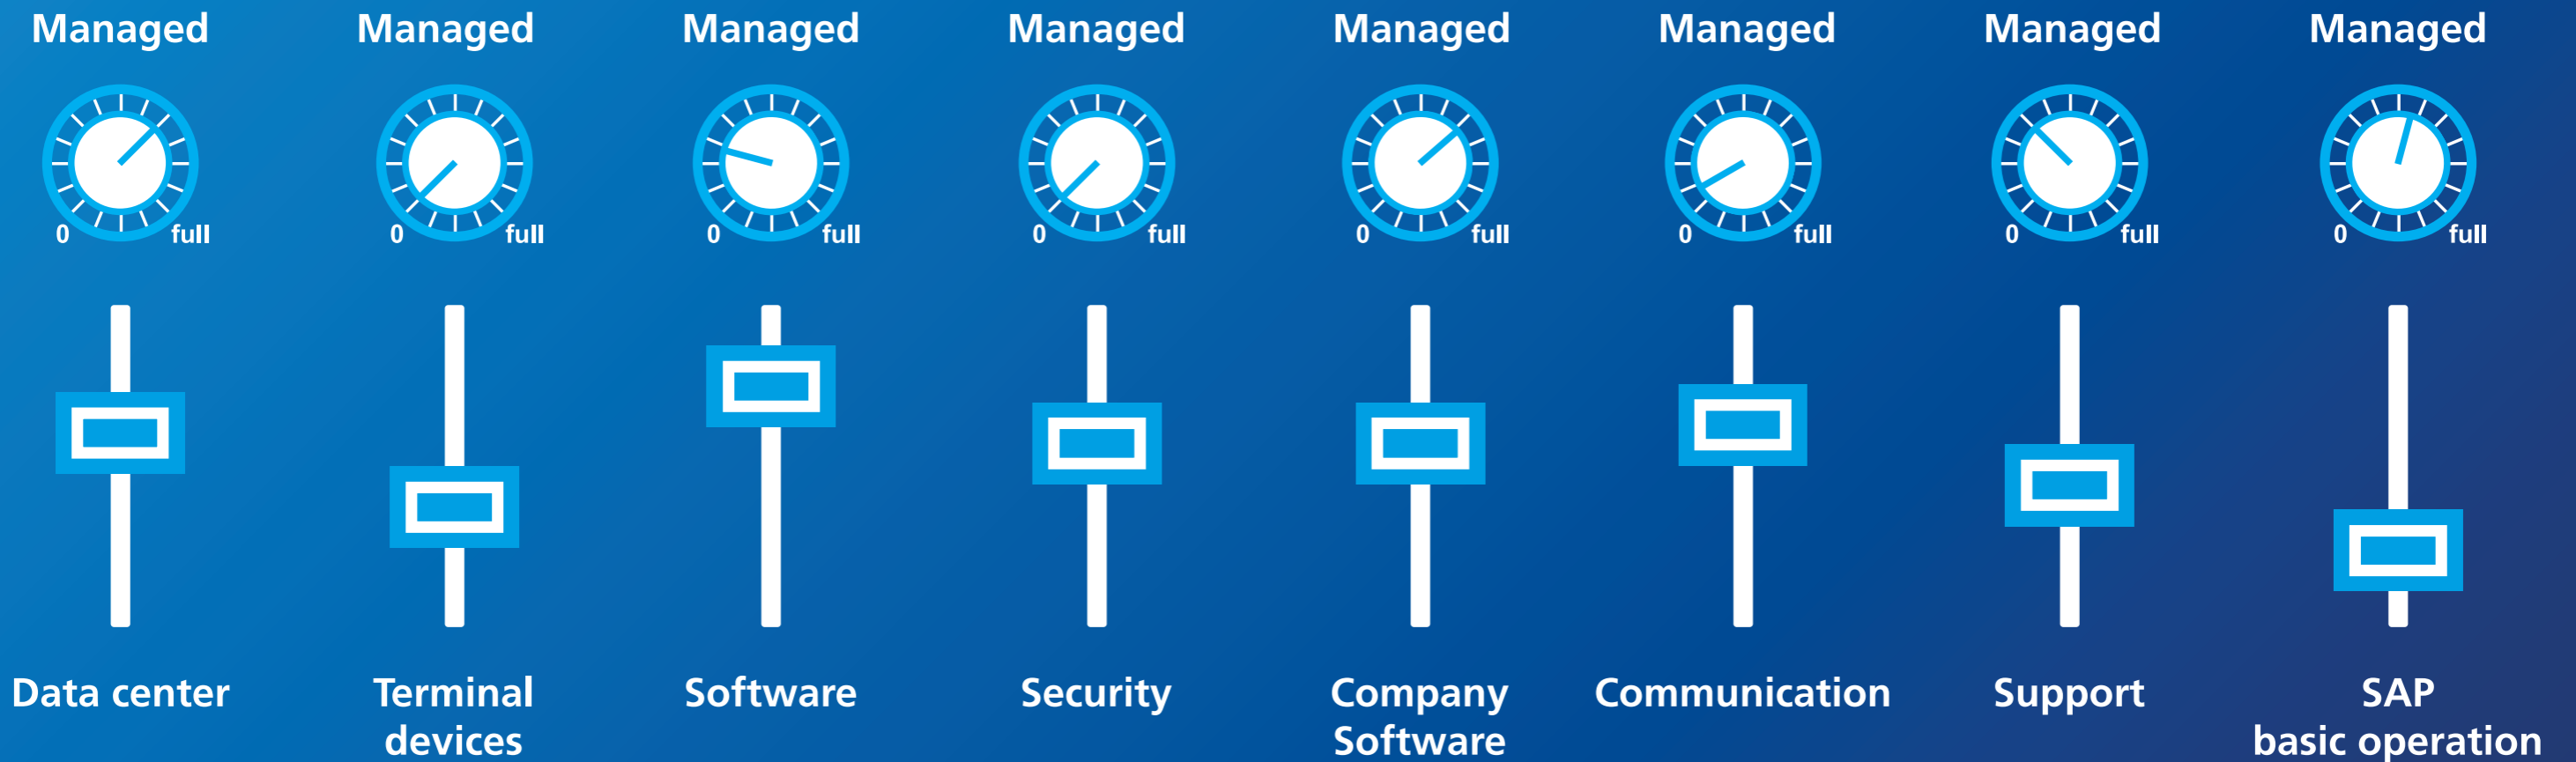 Managed Managed Managed Managed Managed Managed Managed Managed
0 full 0 full 0 full 0 full 0 full 0 full 0 full 0 full
Data center Terminal Software Security Company Communication Support SAP
devices Software basic operation